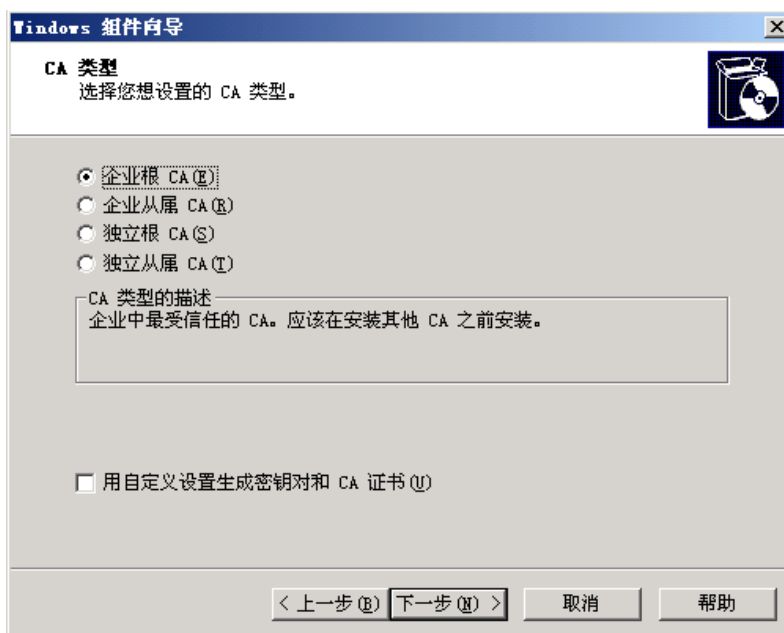 Windows 组件向导
CA 类型
选择您想设置的 CA 类型。
企业根 CA(E)
企业从属 CA(R)
独立根 CA(S)
独立从属 CA(T)
CA 类型的描述
企业中最受信任的 CA。应该在安装其他 CA 之前安装。
用自定义设置生成密钥对和 CA 证书(U)
< 上一步(B) 下一步(N) > 取消 帮助